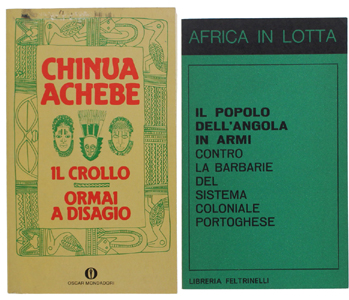 CHINUA
ACHEBE
IL CROLLO
ORMAI
A DISAGIO
OSCAR MONDADORI
AFRICA IN LOTTA
IL POPOLO
DELL'ANGOLA
IN ARMI
CONTRO
LA BARBARIE
DEL
SISTEMA
COLONIALE
PORTOGHESE
LIBRERIA FELTRINELLI